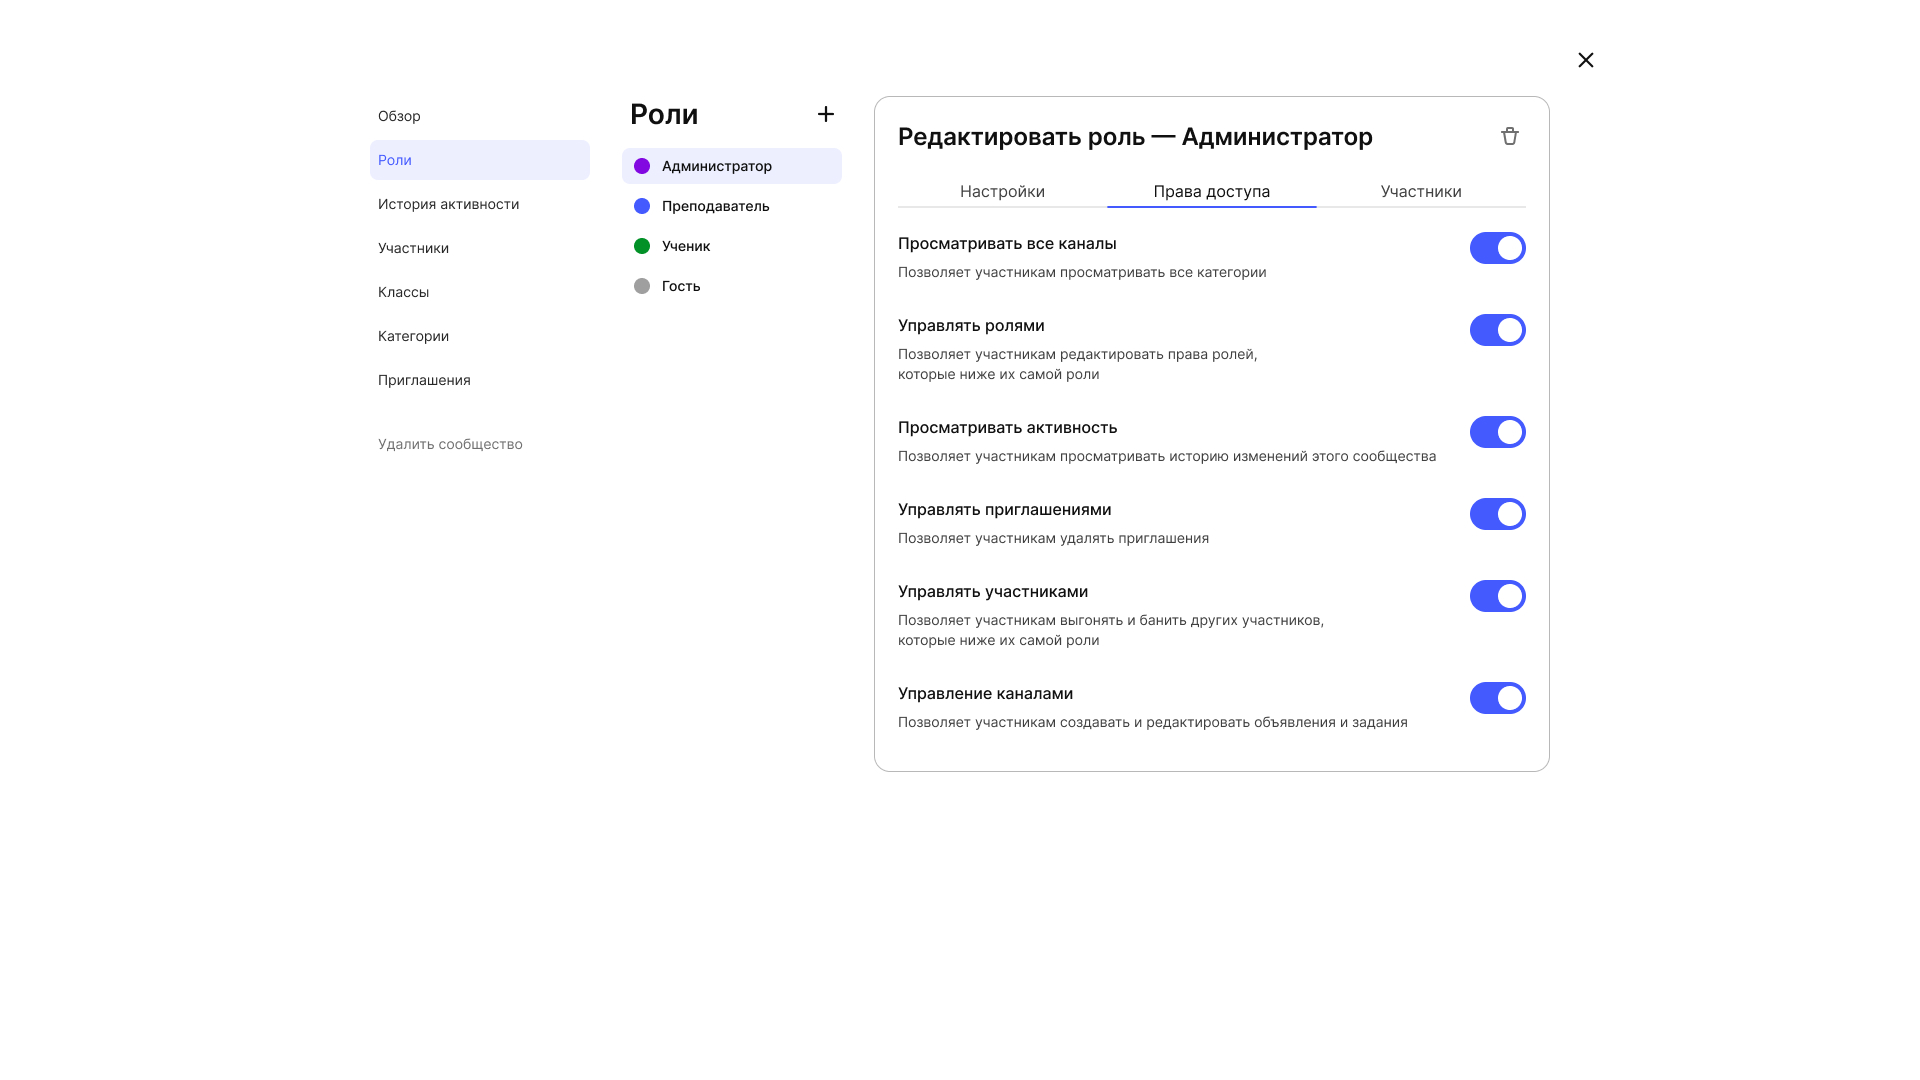 Обзор
Роли
История активности
Участники
Классы
Категории
Приглашения
Удалить сообщество
Роли
Администратор
Преподаватель
Ученик
Гость
Редактировать роль — Администратор
Настройки
Права доступа
Участники
Просматривать все каналы
Позволяет участникам просматривать все категории
Управлять ролями
Позволяет участникам редактировать права ролей,
которые ниже их самой роли
Просматривать активность
Позволяет участникам просматривать историю изменений этого сообщества
Управлять приглашениями
Позволяет участникам удалять приглашения
Управлять участниками
Позволяет участникам выгонять и банить других участников,
которые ниже их самой роли
Управление каналами
Позволяет участникам создавать и редактировать объявления и задания